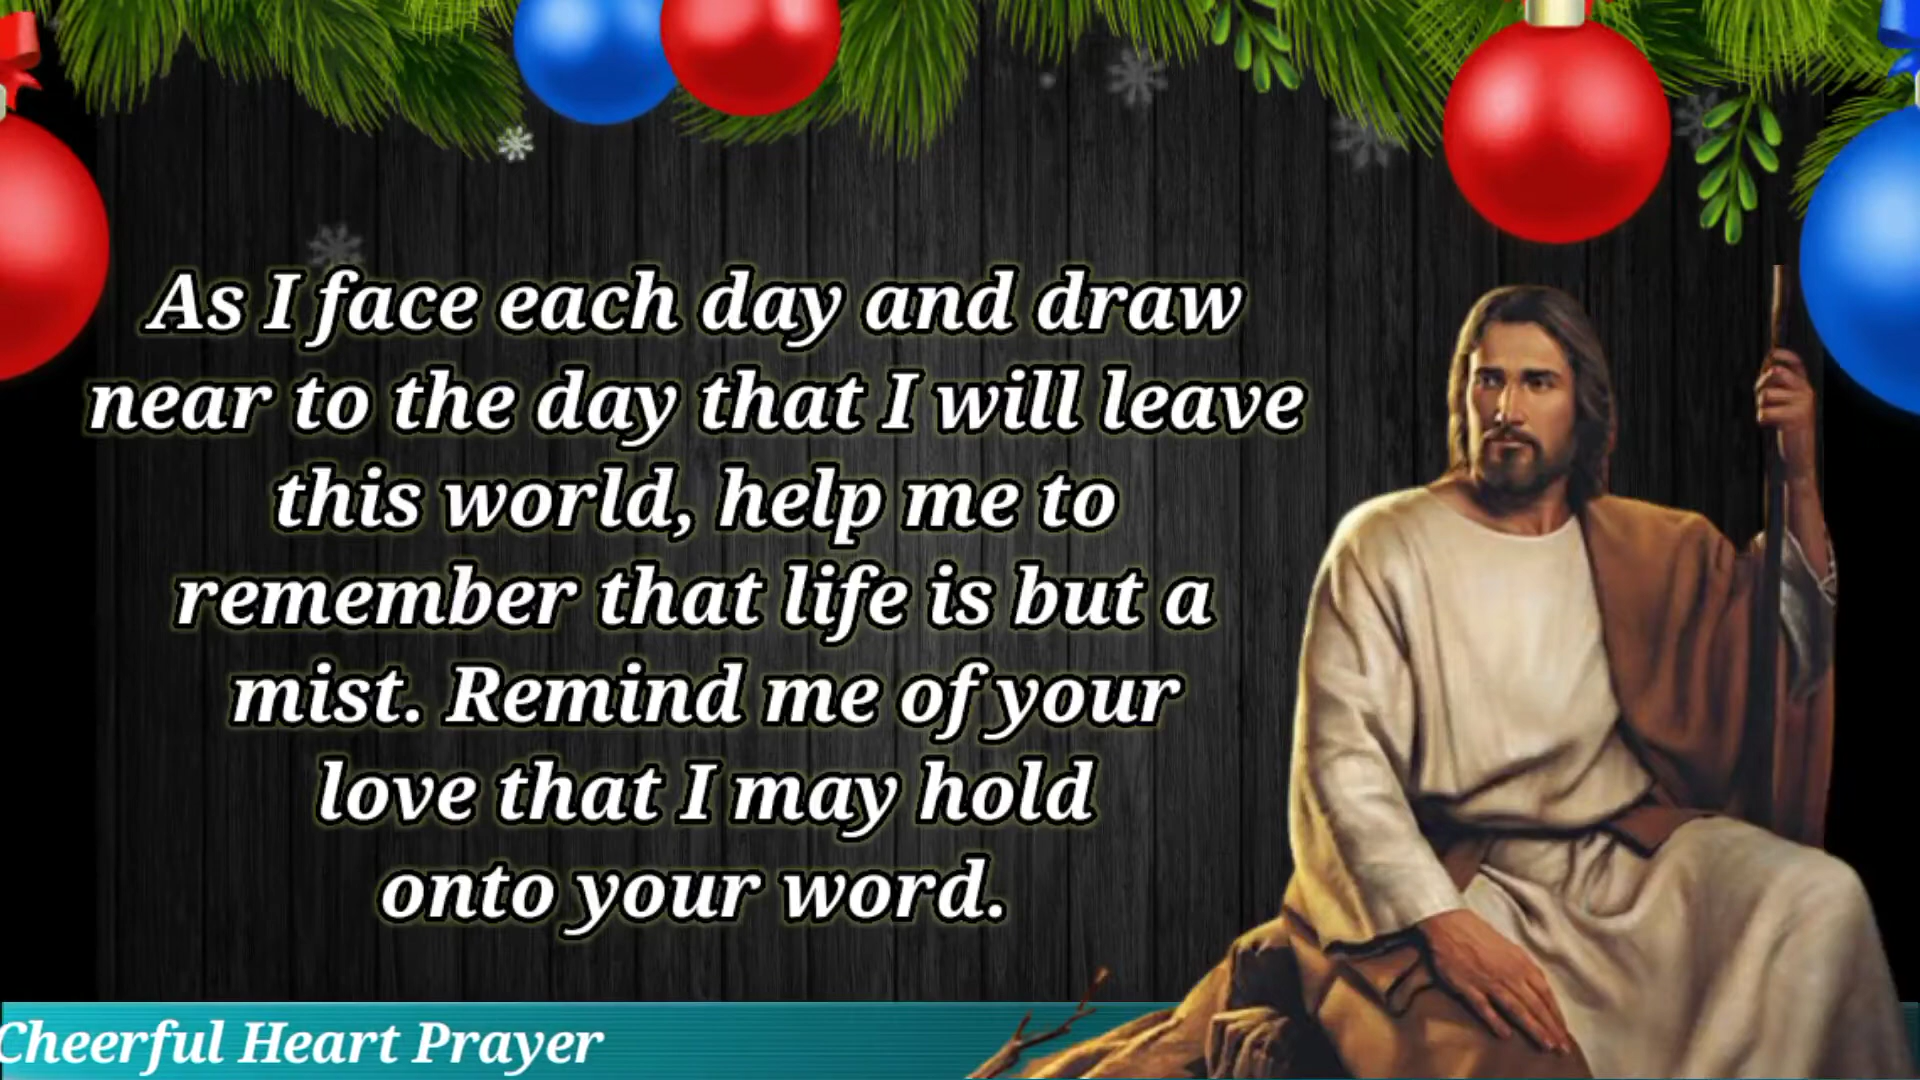 As I face each day and draw
near to the day that I will leave
this world, help me to
remember that life is but a
mist. Remind me of your
love that I may hold
onto your word.
Cheerful Heart Prayer